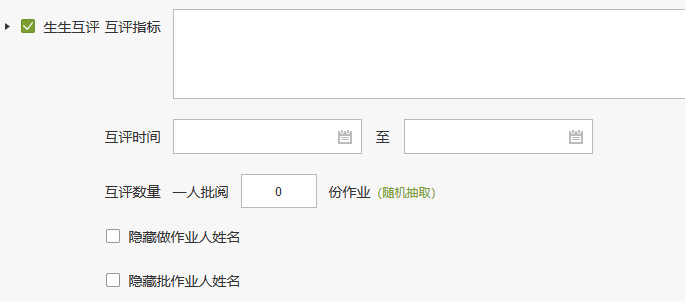 生生互评 互评指标
互评时间 至
互评数量 一人批阅 0 份作业 (随机抽取)
隐藏做作业人姓名
隐藏批作业人姓名